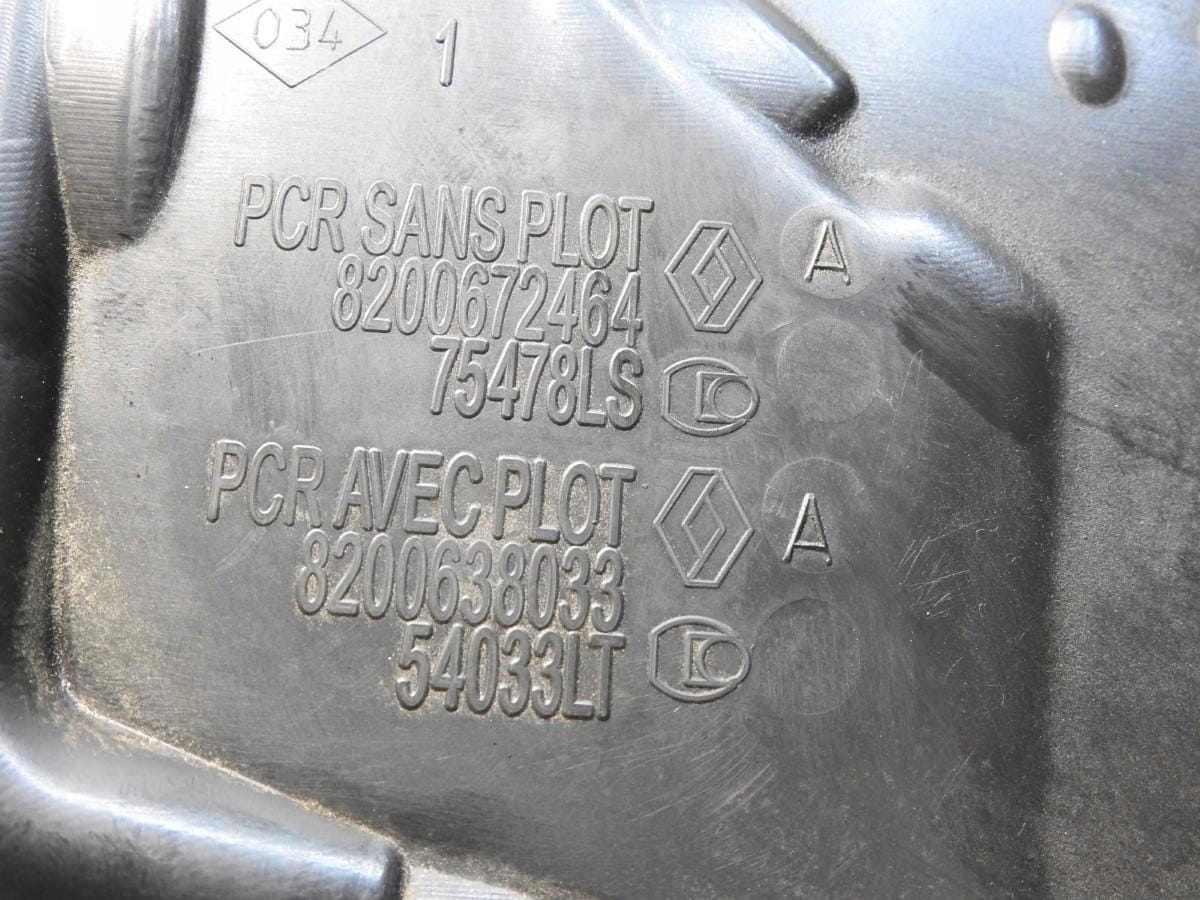 034 1
PCR SANS PLOT A
8200672464
75478LS
PCR AVEC PLOT A
8200638033
54033LT